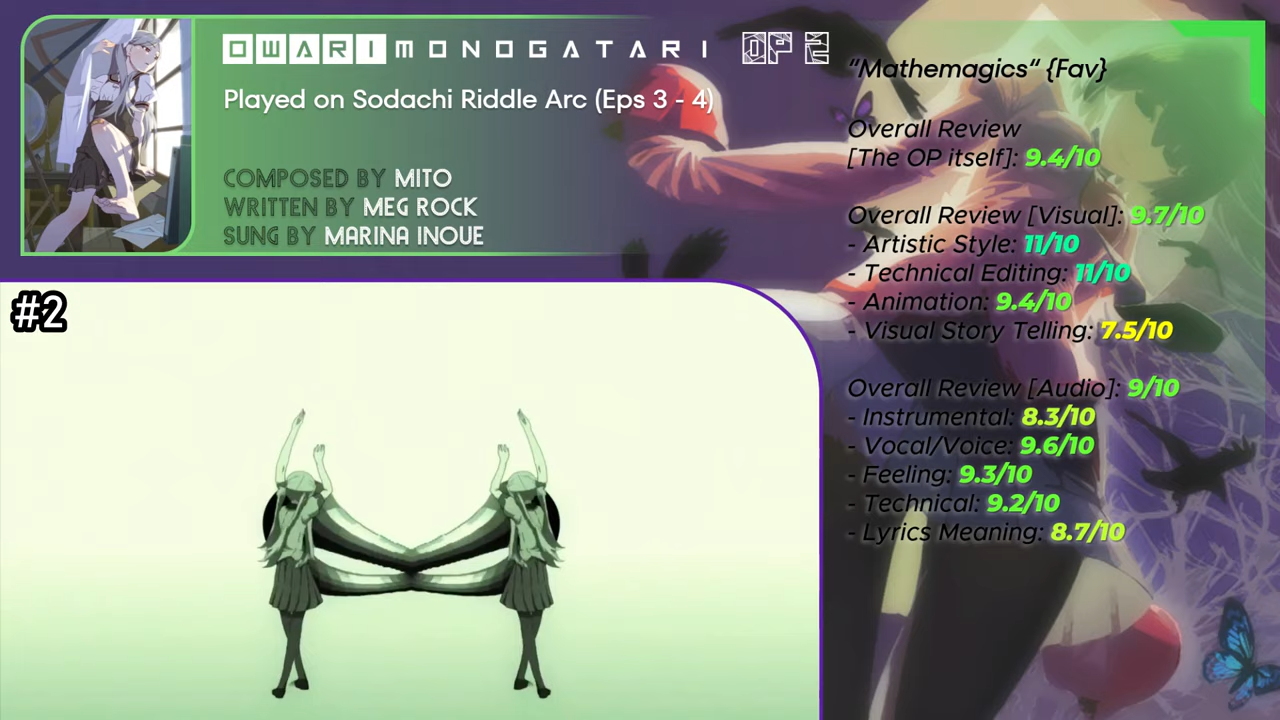 OWARIMONOGATARI OP 2
Played on Sodachi Riddle Arc (Eps 3 - 4)
COMPOSED BY MITO
WRITTEN BY MEG ROCK
SUNG BY MARINA INOUE
#2
"Mathemagics" {Fav}
Overall Review
[The OP itself]: 9.4/10
Overall Review [Visual]: 9.7/10
- Artistic Style: 11/10
- Technical Editing: 11/10
- Animation: 9.4/10
- Visual Story Telling: 7.5/10
Overall Review [Audio]: 9/10
- Instrumental: 8.3/10
- Vocal/Voice: 9.6/10
- Feeling: 9.3/10
- Technical: 9.2/10
- Lyrics Meaning: 8.7/10